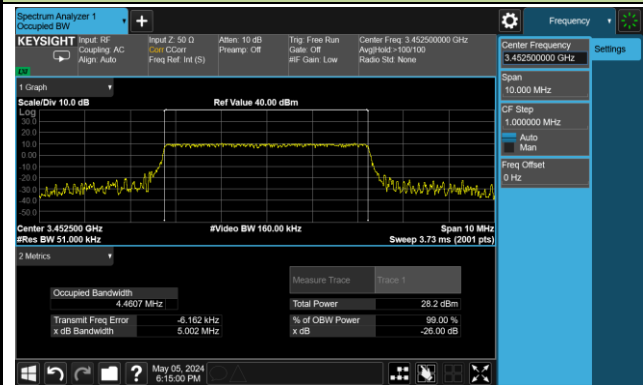 Spectrum Analyzer 1
Occupied BW
Frequency
KEYSIGHT
Input: RF
Coupling: AC
Align: Auto
Input Z: 50 Ω
Corr CCorr
Freq Ref: Int (S)
Atten: 10 dB
Preamp: Off
Trig: Free Run
Gate: Off
#IF Gain: Low
Center Freq: 3.452500000 GHz
Avg|Hold:>100/100
Radio Std: None
Center Frequency
3.452500000 GHz
Settings
Span
10.000 MHz
CF Step
1.000000 MHz
Auto
Man
Freq Offset
0 Hz
1 Graph
Scale/Div 10.0 dB
Ref Value 40.00 dBm
Log
30.0
20.0
10.0
0.00
-10.0
-20.0
-30.0
-40.0
-50.0
Center 3.452500 GHz
#Video BW 160.00 kHz
Span 10 MHz
#Res BW 51.000 kHz
Sweep 3.73 ms (2001 pts)
2 Metrics
Measure Trace
Trace 1
Occupied Bandwidth
4.4607 MHz
Total Power
28.2 dBm
Transmit Freq Error
-6.162 kHz
% of OBW Power
99.00 %
x dB Bandwidth
5.002 MHz
x dB
-26.00 dB
?
May 05, 2024
6:15:00 PM